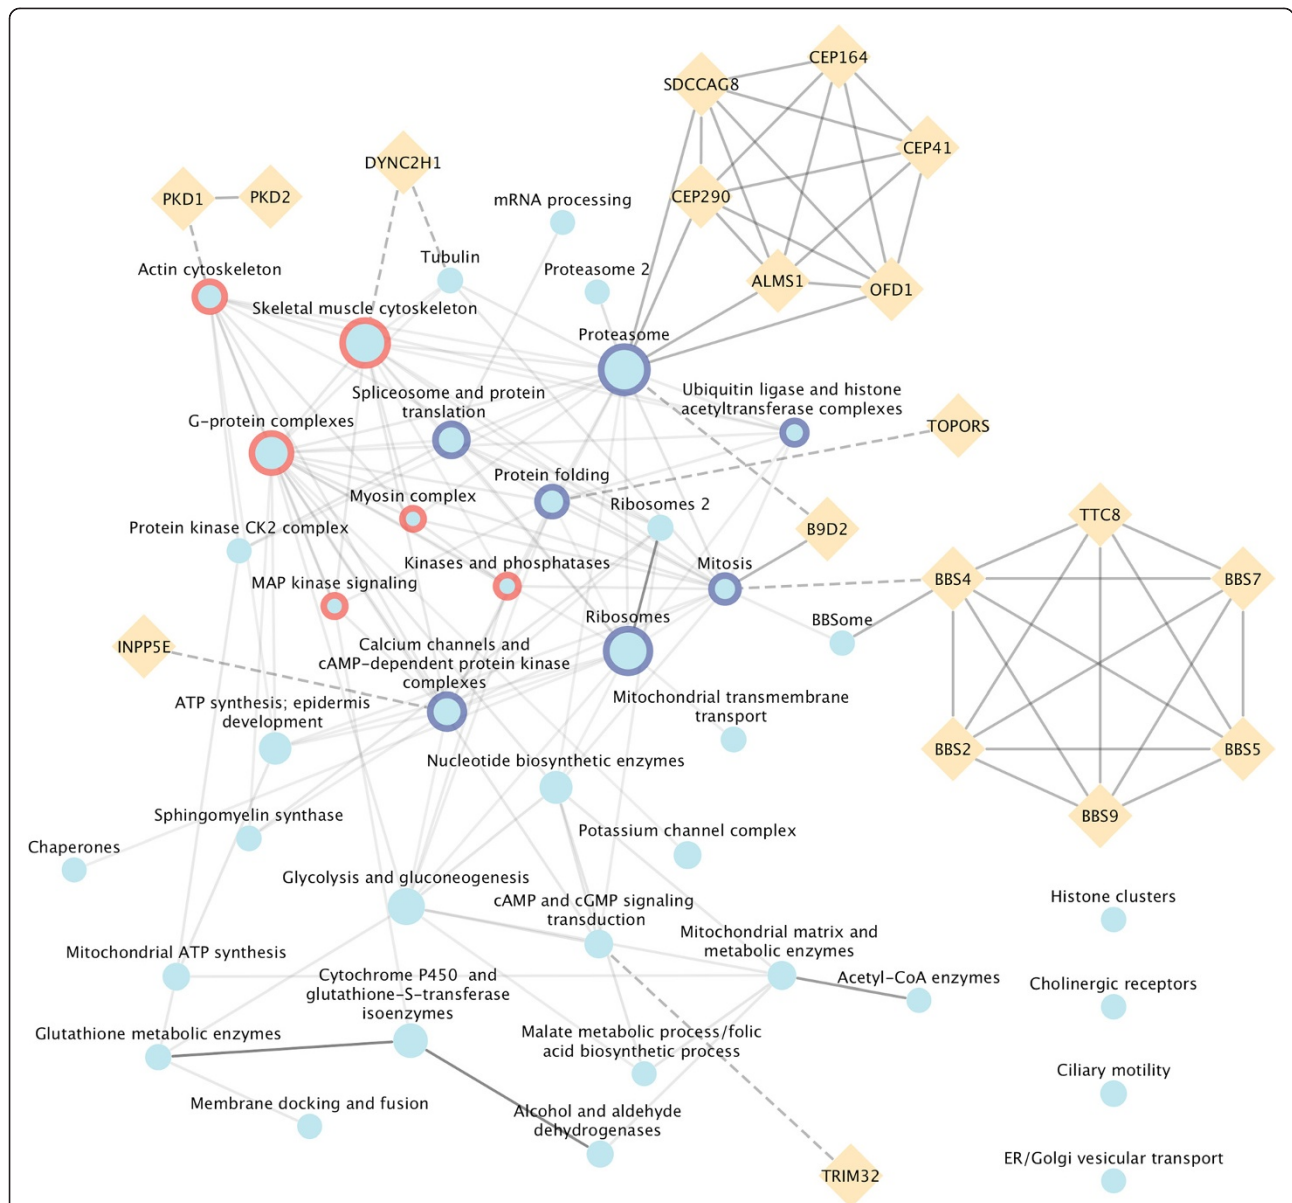 CEP164
SDCCAG8
CEP41
DYNC2H1
PKD1
PKD2
CEP290
mRNA processing
Tubulin
Actin cytoskeleton
Proteasome 2
ALMS1
OFD1
Skeletal muscle cytoskeleton
Proteasome
Spliceosome and protein
translation
Ubiquitin ligase and histone
acetyltransferase complexes
G-protein complexes
TOPORS
Protein folding
Myosin complex
Ribosomes 2
TTC8
Protein kinase CK2 complex
B9D2
Kinases and phosphatases
Mitosis
MAP kinase signaling
BBS4
BBS7
Ribosomes
BBSome
INPP5E
Calcium channels and
cAMP-dependent protein kinase
complexes
ATP synthesis; epidermis
development
Mitochondrial transmembrane
transport
BBS2
BBS5
Nucleotide biosynthetic enzymes
Sphingomyelin synthase
BBS9
Potassium channel complex
Chaperones
Glycolysis and gluconeogenesis
cAMP and cGMP signaling
transduction
Histone clusters
Mitochondrial matrix and
metabolic enzymes
Mitochondrial ATP synthesis
Cytochrome P450 and
glutathione-S-transferase
isoenzymes
Acetyl-CoA enzymes
Cholinergic receptors
Glutathione metabolic enzymes
Malate metabolic process/folic
acid biosynthetic process
Ciliary motility
Membrane docking and fusion
Alcohol and aldehyde
dehydrogenases
ER/Golgi vesicular transport
TRIM32